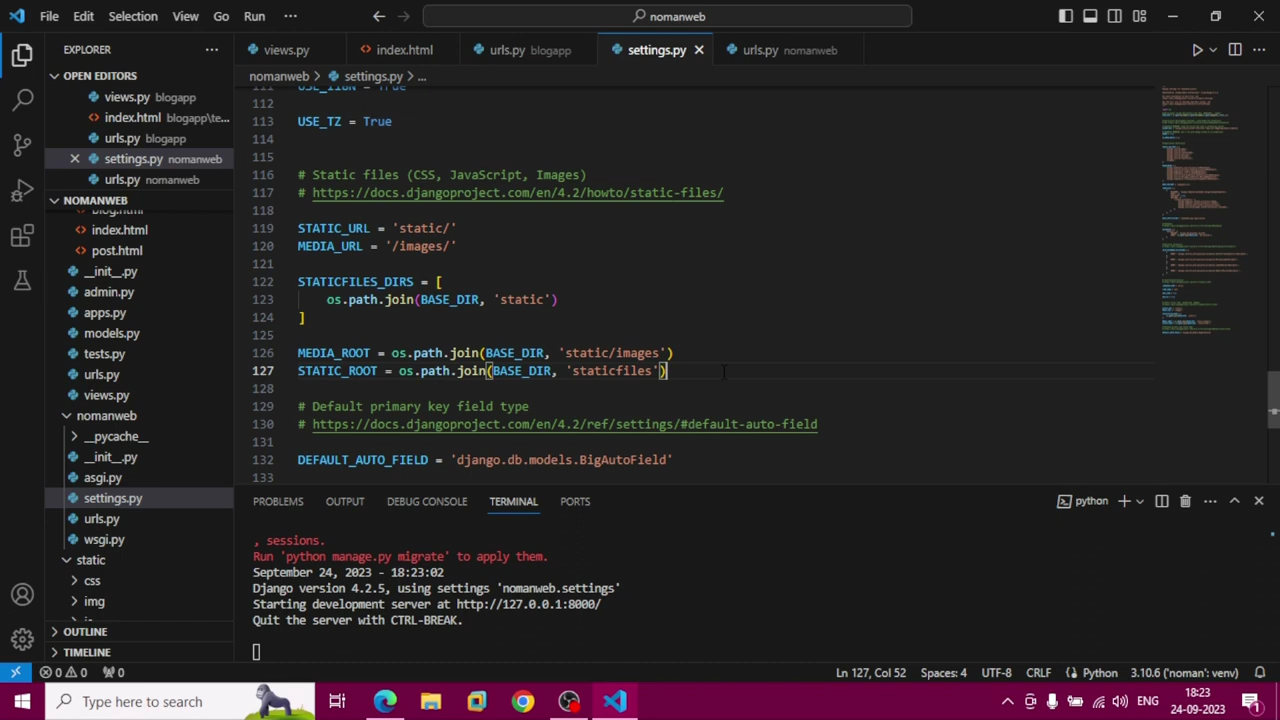 File Edit Selection View Go Run ··· nomanweb
EXPLORER ···
OPEN EDITORS
views.py blogapp
index.html blogapp\te...
urls.py blogapp
settings.py nomanweb
urls.py nomanweb
NOMANWEB
blog.html
index.html
post.html
__init__.py
admin.py
apps.py
models.py
tests.py
urls.py
views.py
nomanweb
__pycache__
__init__.py
asgi.py
settings.py
urls.py
wsgi.py
static
css
img
OUTLINE
TIMELINE
views.py index.html urls.py blogapp settings.py urls.py nomanweb
nomanweb > settings.py > ...
111 USE_I18N = True
112
113 USE_TZ = True
114
115
116 # Static files (CSS, JavaScript, Images)
117 # https://docs.djangoproject.com/en/4.2/howto/static-files/
118
119 STATIC_URL = 'static/'
120 MEDIA_URL = '/images/'
121
122 STATICFILES_DIRS = [
123 os.path.join(BASE_DIR, 'static')
124 ]
125
126 MEDIA_ROOT = os.path.join(BASE_DIR, 'static/images')
127 STATIC_ROOT = os.path.join(BASE_DIR, 'staticfiles')
128
129 # Default primary key field type
130 # https://docs.djangoproject.com/en/4.2/ref/settings/#default-auto-field
131
132 DEFAULT_AUTO_FIELD = 'django.db.models.BigAutoField'
133
PROBLEMS OUTPUT DEBUG CONSOLE TERMINAL PORTS python
, sessions.
Run 'python manage.py migrate' to apply them.
September 24, 2023 - 18:23:02
Django version 4.2.5, using settings 'nomanweb.settings'
Starting development server at http://127.0.0.1:8000/
Quit the server with CTRL-BREAK.
0 0 0 Ln 127, Col 52 Spaces: 4 UTF-8 CRLF Python 3.10.6 ('noman': venv)
Type here to search ENG 18:23
24-09-2023 1